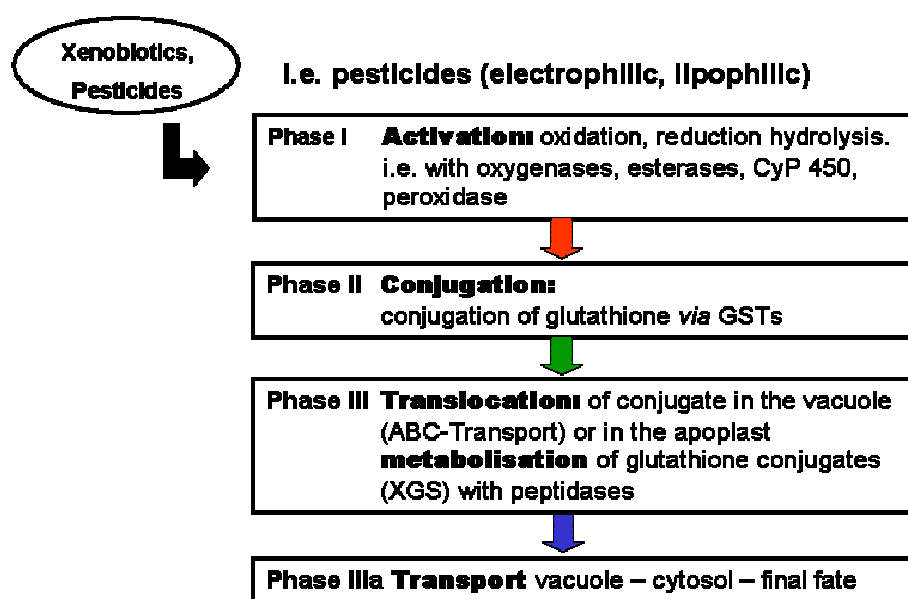 Xenobiotics,
Pesticides
i.e. pesticides (electrophilic, lipophilic)
Phase I Activation: oxidation, reduction hydrolysis.
i.e. with oxygenases, esterases, CyP 450,
peroxidase
Phase II Conjugation:
conjugation of glutathione via GSTs
Phase III Translocation: of conjugate in the vacuole
(ABC-Transport) or in the apoplast
metabolisation of glutathione conjugates
(XGS) with peptidases
Phase IIIa Transport vacuole – cytosol – final fate